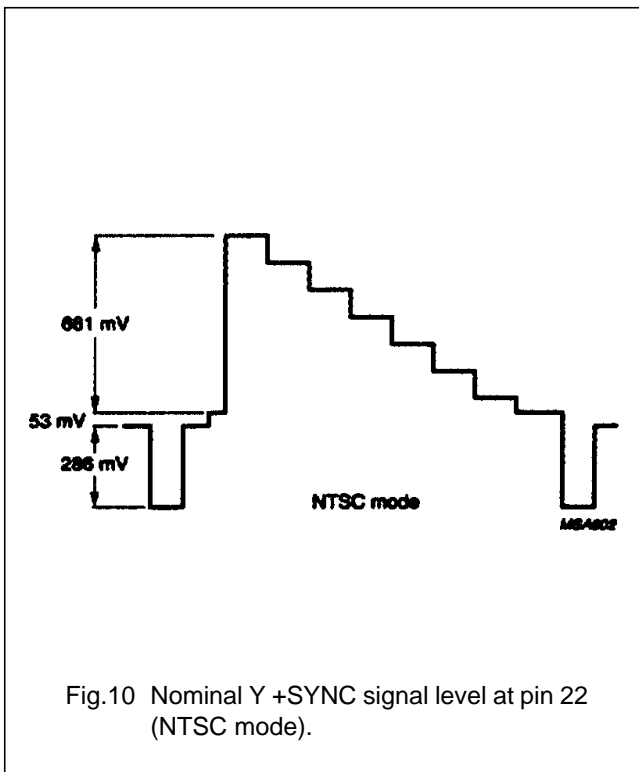 661 mV
53 mV
286 mV
NTSC mode
MSA602
Fig.10 Nominal Y +SYNC signal level at pin 22
(NTSC mode).